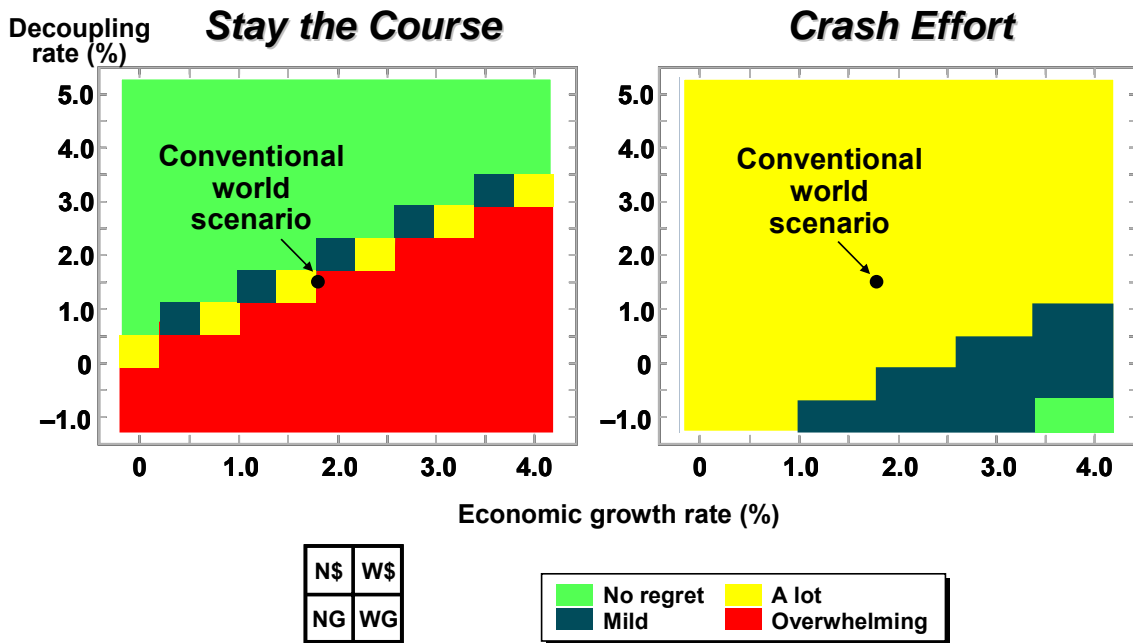 Decoupling
rate (%)
Stay the Course
Crash Effort
5.0
4.0
3.0
2.0
1.0
0
–1.0
Conventional
world
scenario
0 1.0 2.0 3.0 4.0
5.0
4.0
3.0
2.0
1.0
0
–1.0
Conventional
world
scenario
0 1.0 2.0 3.0 4.0
Economic growth rate (%)
N$ W$
NG WG
No regret A lot
Mild Overwhelming